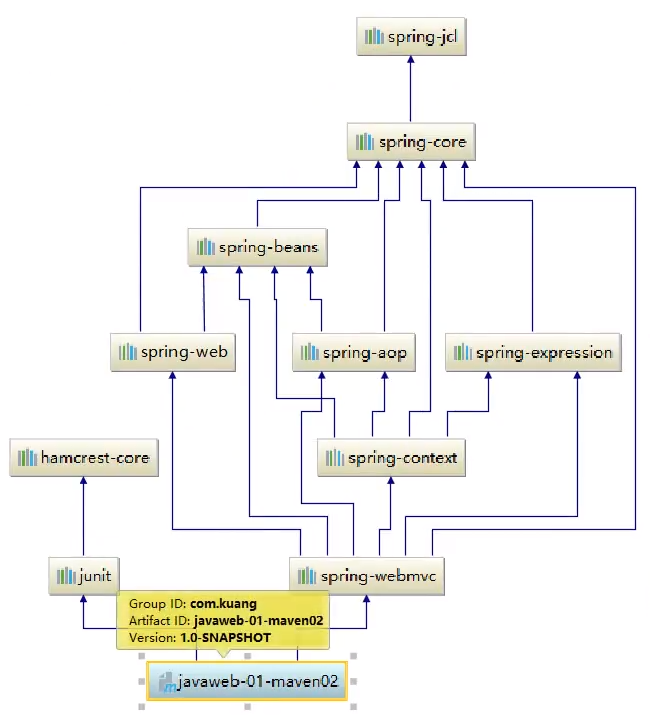 spring-jcl
spring-core
spring-beans
spring-web
spring-aop
spring-expression
hamcrest-core
spring-context
junit
spring-webmvc
Group ID: com.kuang
Artifact ID: javaweb-01-maven02
Version: 1.0-SNAPSHOT
javaweb-01-maven02